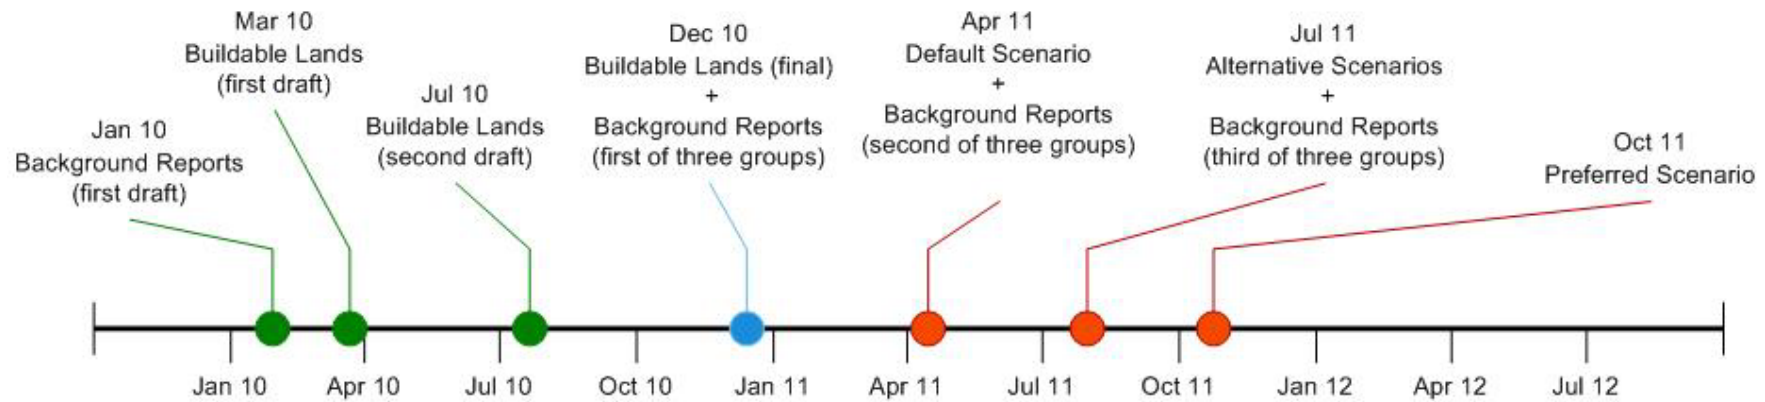 Jan 10
Background Reports
(first draft)
Mar 10
Buildable Lands
(first draft)
Jul 10
Buildable Lands
(second draft)
Dec 10
Buildable Lands (final)
+
Background Reports
(first of three groups)
Apr 11
Default Scenario
+
Background Reports
(second of three groups)
Jul 11
Alternative Scenarios
+
Background Reports
(third of three groups)
Oct 11
Preferred Scenario
Jan 10
Apr 10
Jul 10
Oct 10
Jan 11
Apr 11
Jul 11
Oct 11
Jan 12
Apr 12
Jul 12